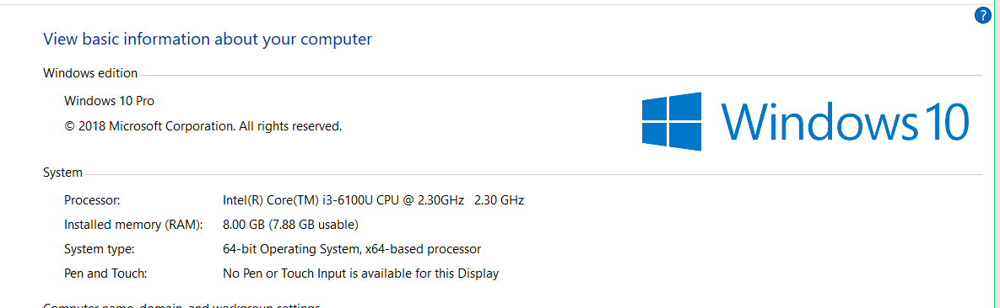 ?
View basic information about your computer
Windows edition
Windows 10 Pro
© 2018 Microsoft Corporation. All rights reserved.
Windows 10
System
Processor: Intel(R) Core(TM) i3-6100U CPU @ 2.30GHz 2.30 GHz
Installed memory (RAM): 8.00 GB (7.88 GB usable)
System type: 64-bit Operating System, x64-based processor
Pen and Touch: No Pen or Touch Input is available for this Display
Computer name, domain, and workgroup settings